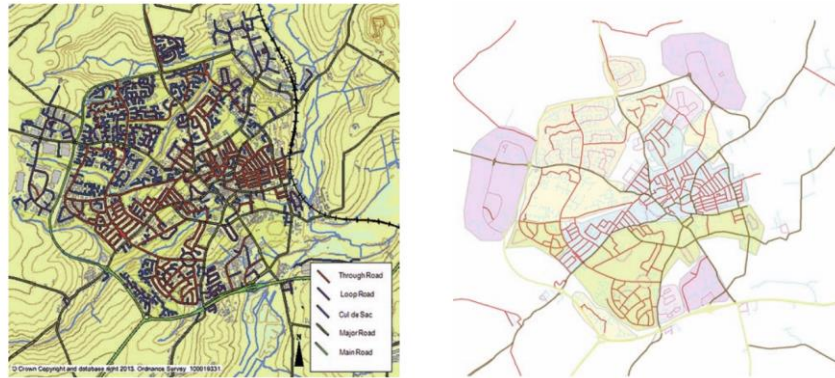 Through Road
Loop Road
Cul de Sac
Major Road
Main Road
© Crown Copyright and database right 2013. Ordnance Survey 100019331